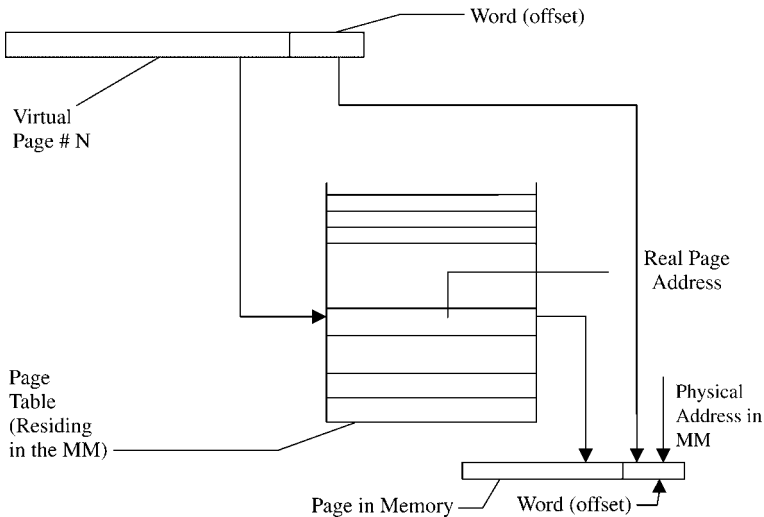 Word (offset)
Virtual
Page # N
Real Page
Address
Page
Table
(Residing
in the MM)
Physical
Address in
MM
Page in Memory
Word (offset)